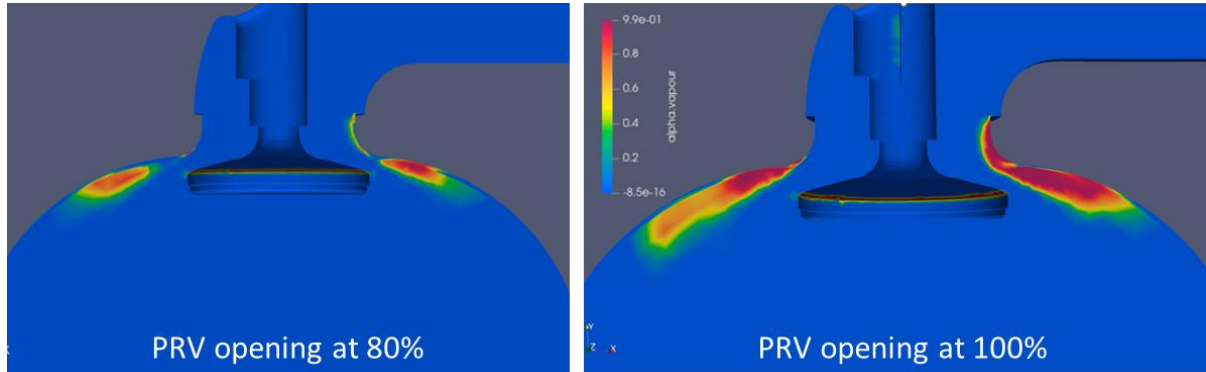 9.9e-01
0.8
0.6
0.4
0.2
-8.5e-16
alpha.vapour
PRV opening at 80%
Y
Z
X
PRV opening at 100%